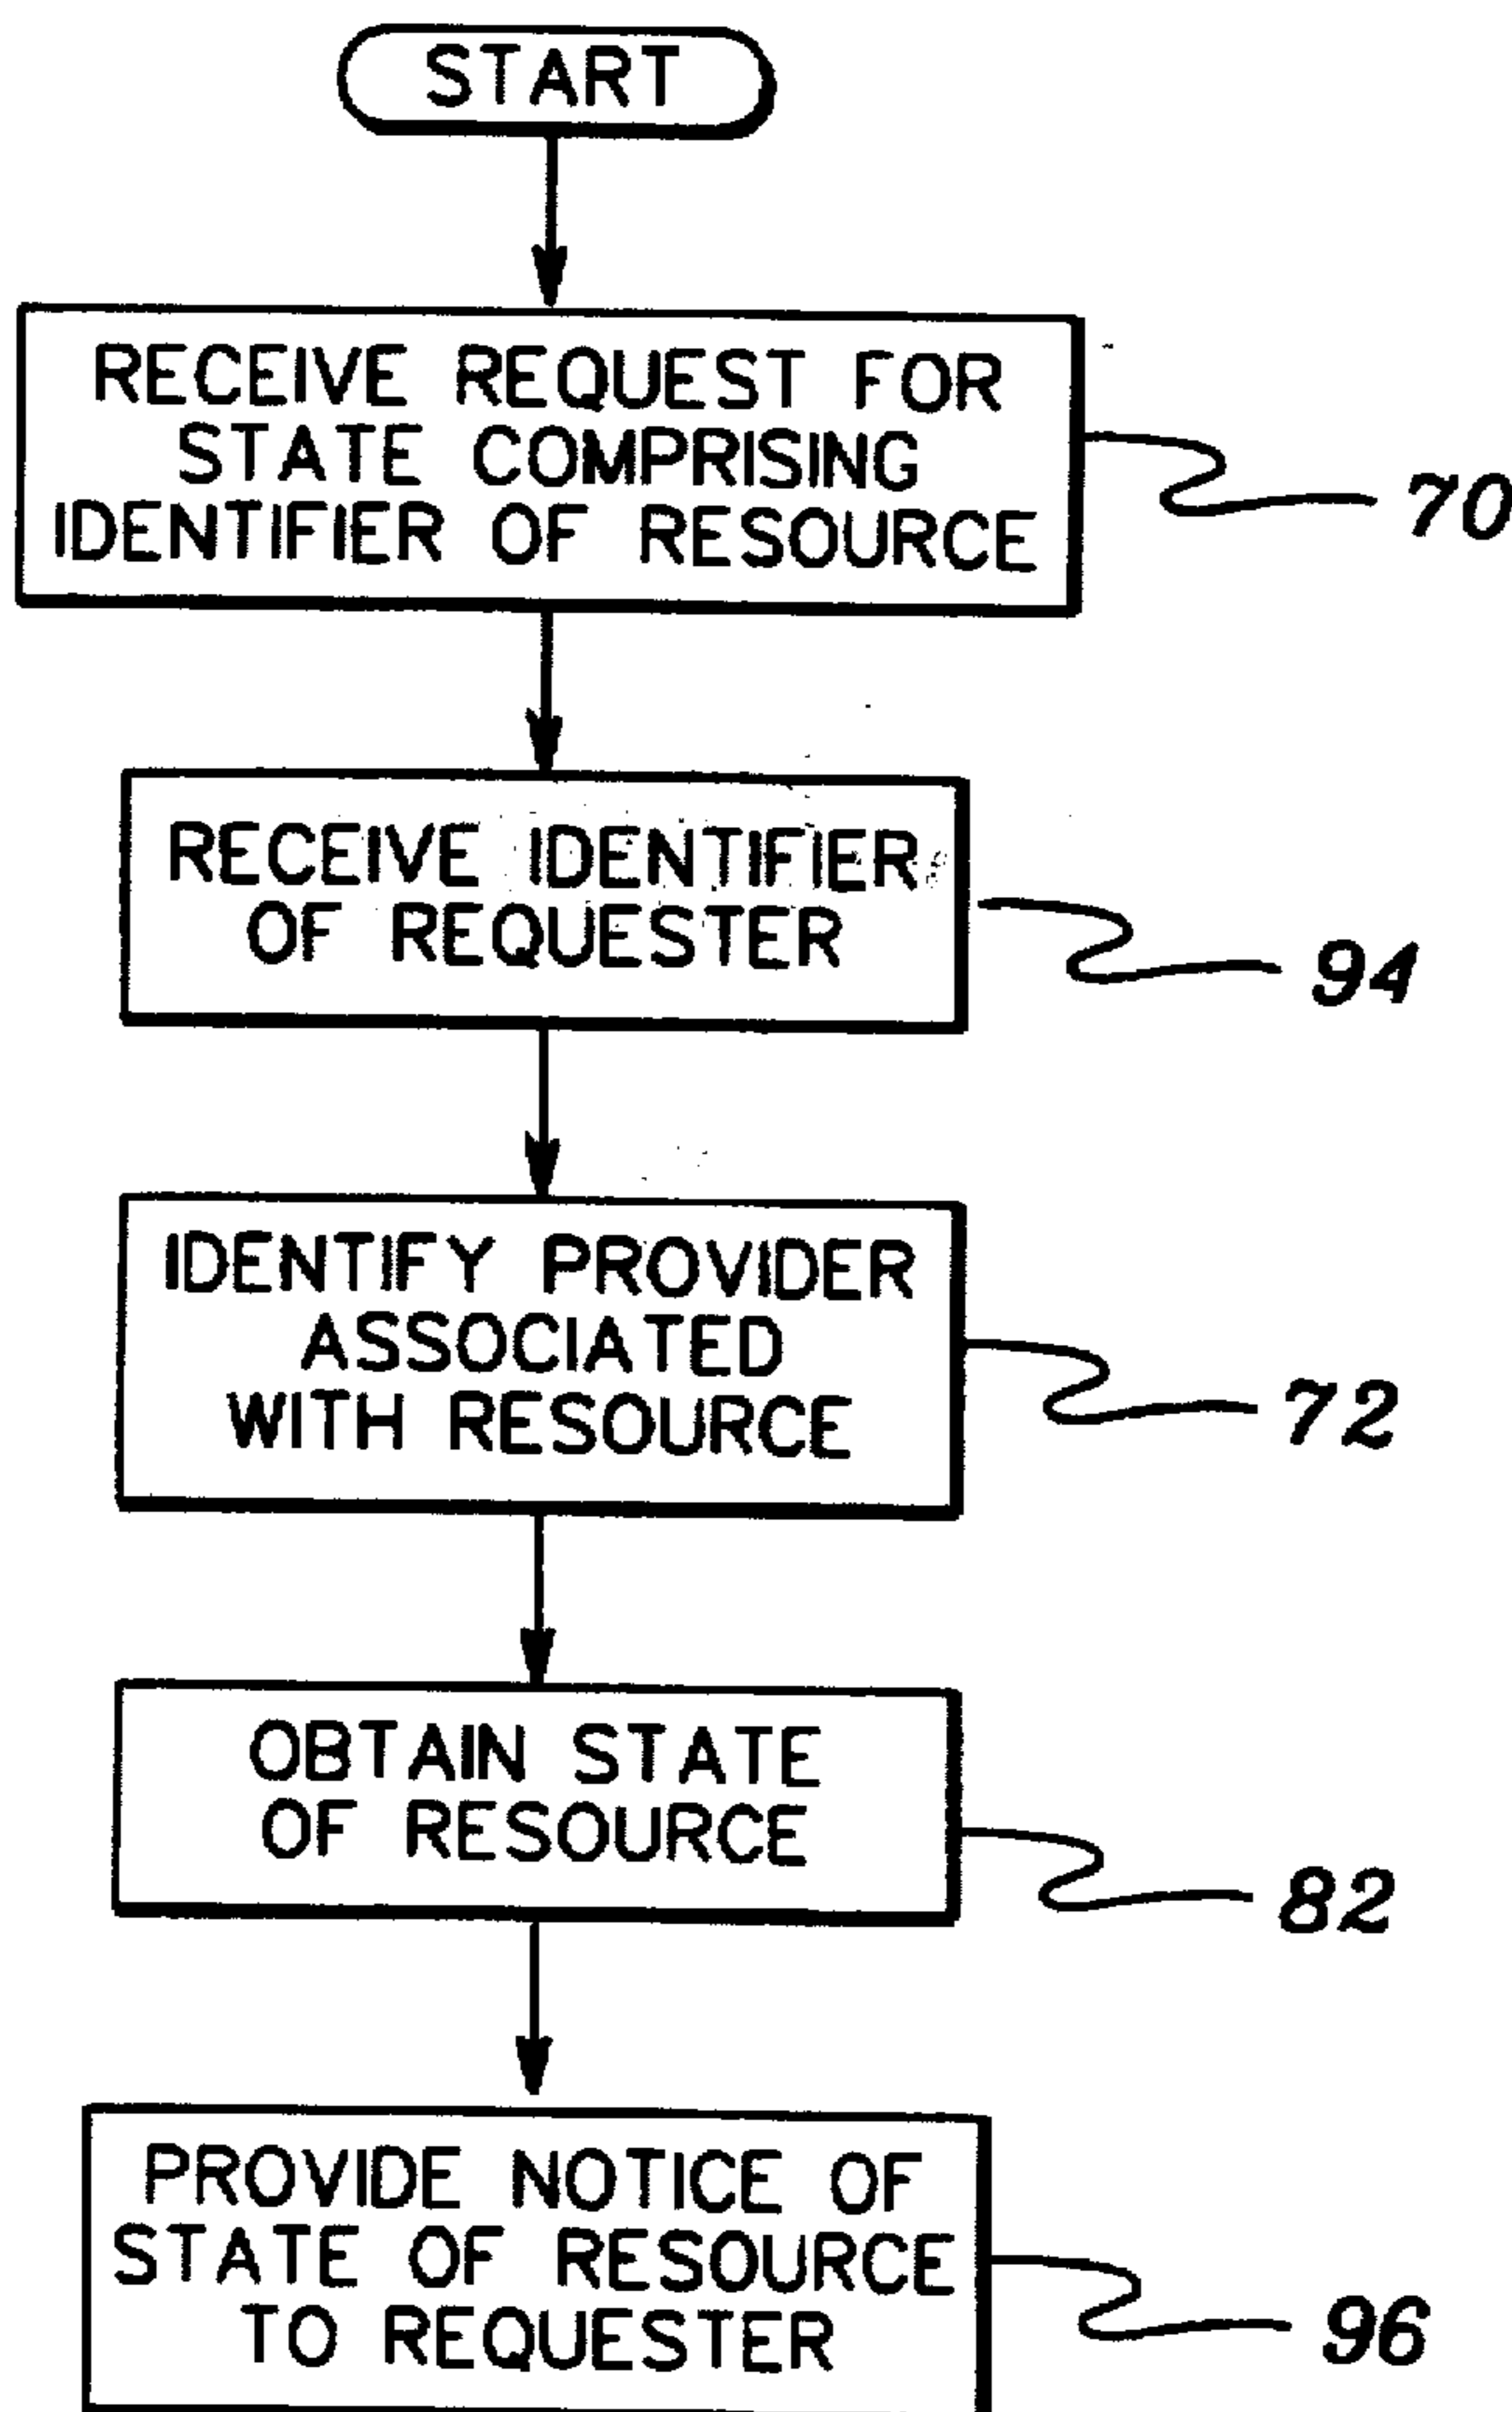 START
RECEIVE REQUEST FOR
STATE COMPRISING
IDENTIFIER OF RESOURCE
70
RECEIVE IDENTIFIER
OF REQUESTER
94
IDENTIFY PROVIDER
ASSOCIATED
WITH RESOURCE
72
OBTAIN STATE
OF RESOURCE
82
PROVIDE NOTICE OF
STATE OF RESOURCE
TO REQUESTER
96